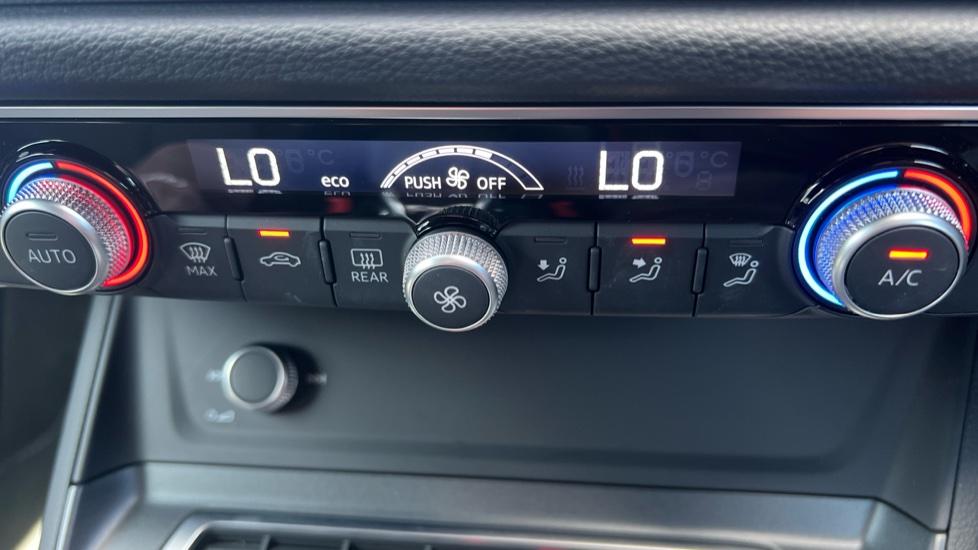 LO °C eco PUSH OFF LO °C
AUTO MAX REAR A/C